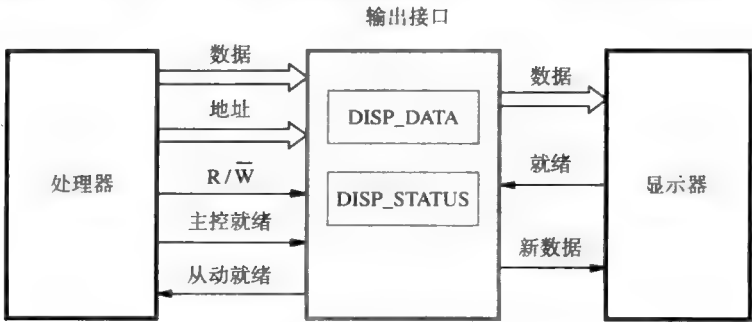 输出接口
处理器
数据
地址
R/W̅
主控就绪
从动就绪
DISP_DATA
DISP_STATUS
数据
就绪
新数据
显示器